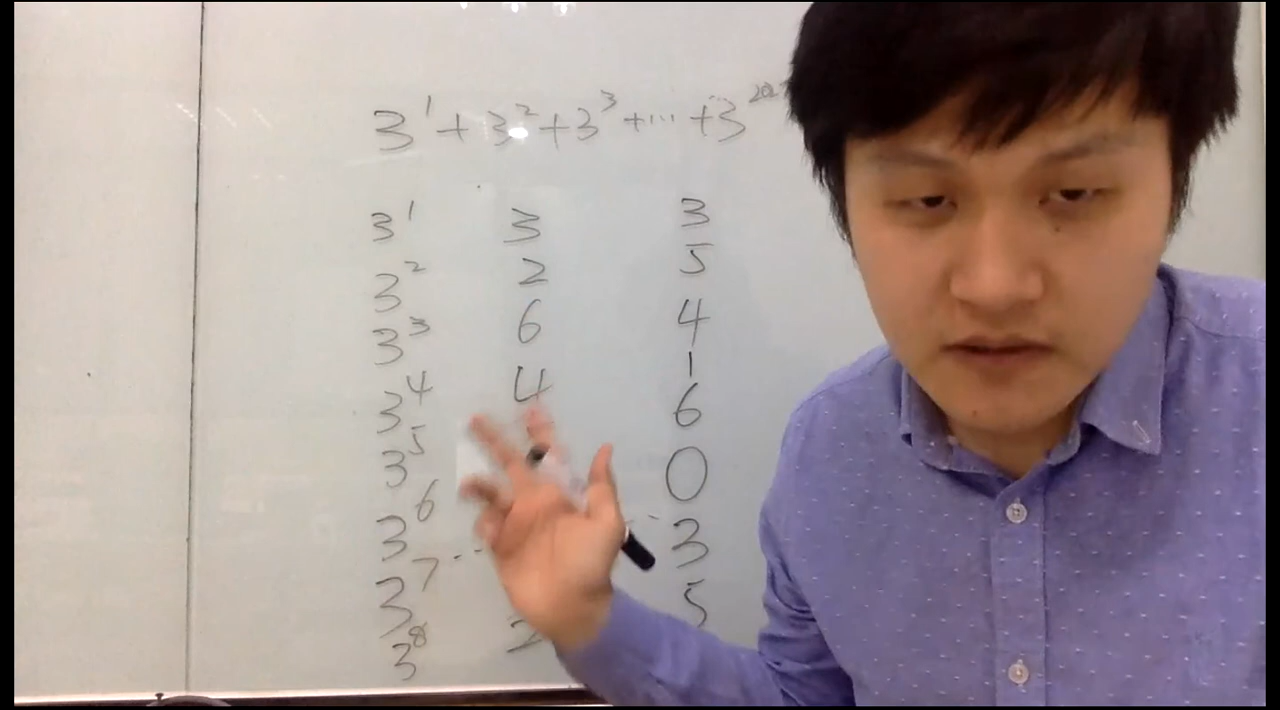 3¹ + 3² + 3³ + ··· + 3
3¹ 3 3
3² 2 5
3³ 6 4
3⁴ 4 1
3⁵ 6
3⁶ 0
3⁷ 3
3⁸ 2 5